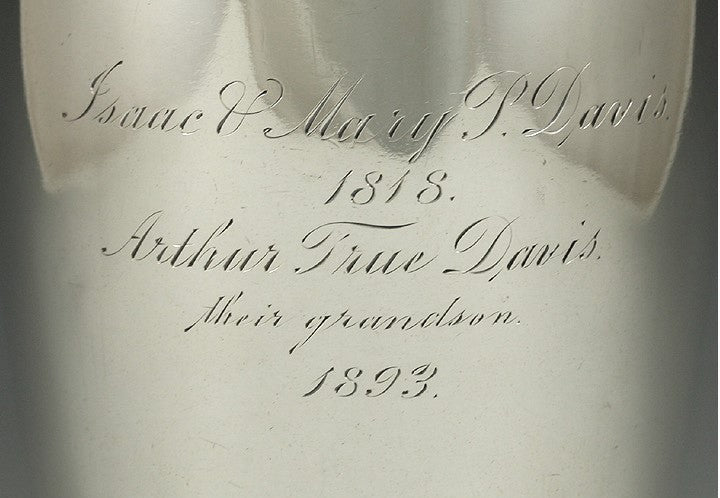 Isaac & Mary P. Davis.
1818.
Arthur True Davis.
their grandson.
1893.